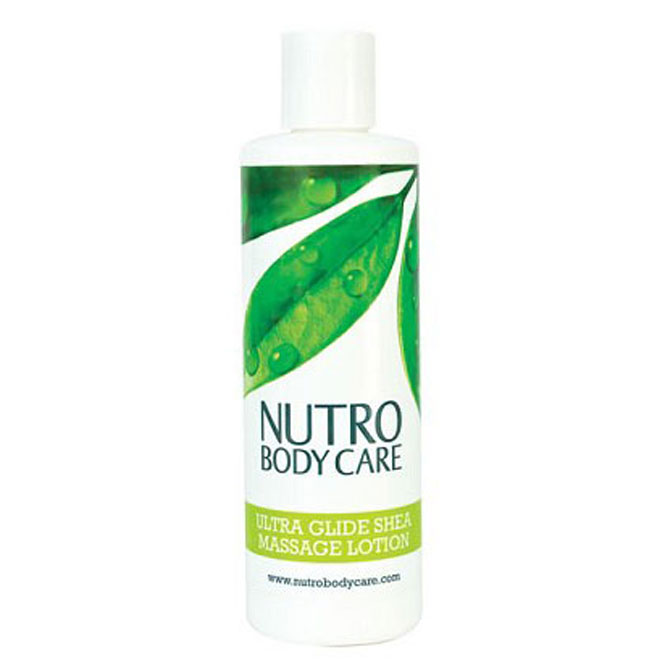 NUTRO
BODY CARE
ULTRA GLIDE SHEA
MASSAGE LOTION
www.nutrobodycare.com